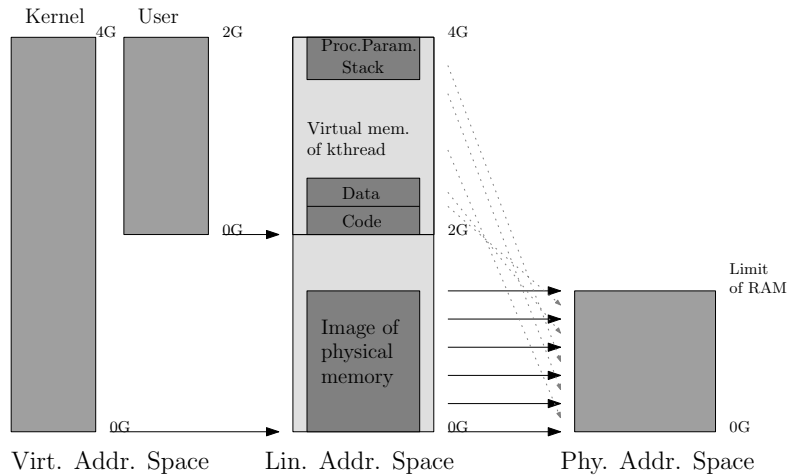 Kernel
User
4G
2G
4G
Proc.Param.
Stack
Virtual mem.
of kthread
Data
Code
0G
2G
Limit
of RAM
Image of
physical
memory
0G
0G
0G
Virt. Addr. Space
Lin. Addr. Space
Phy. Addr. Space